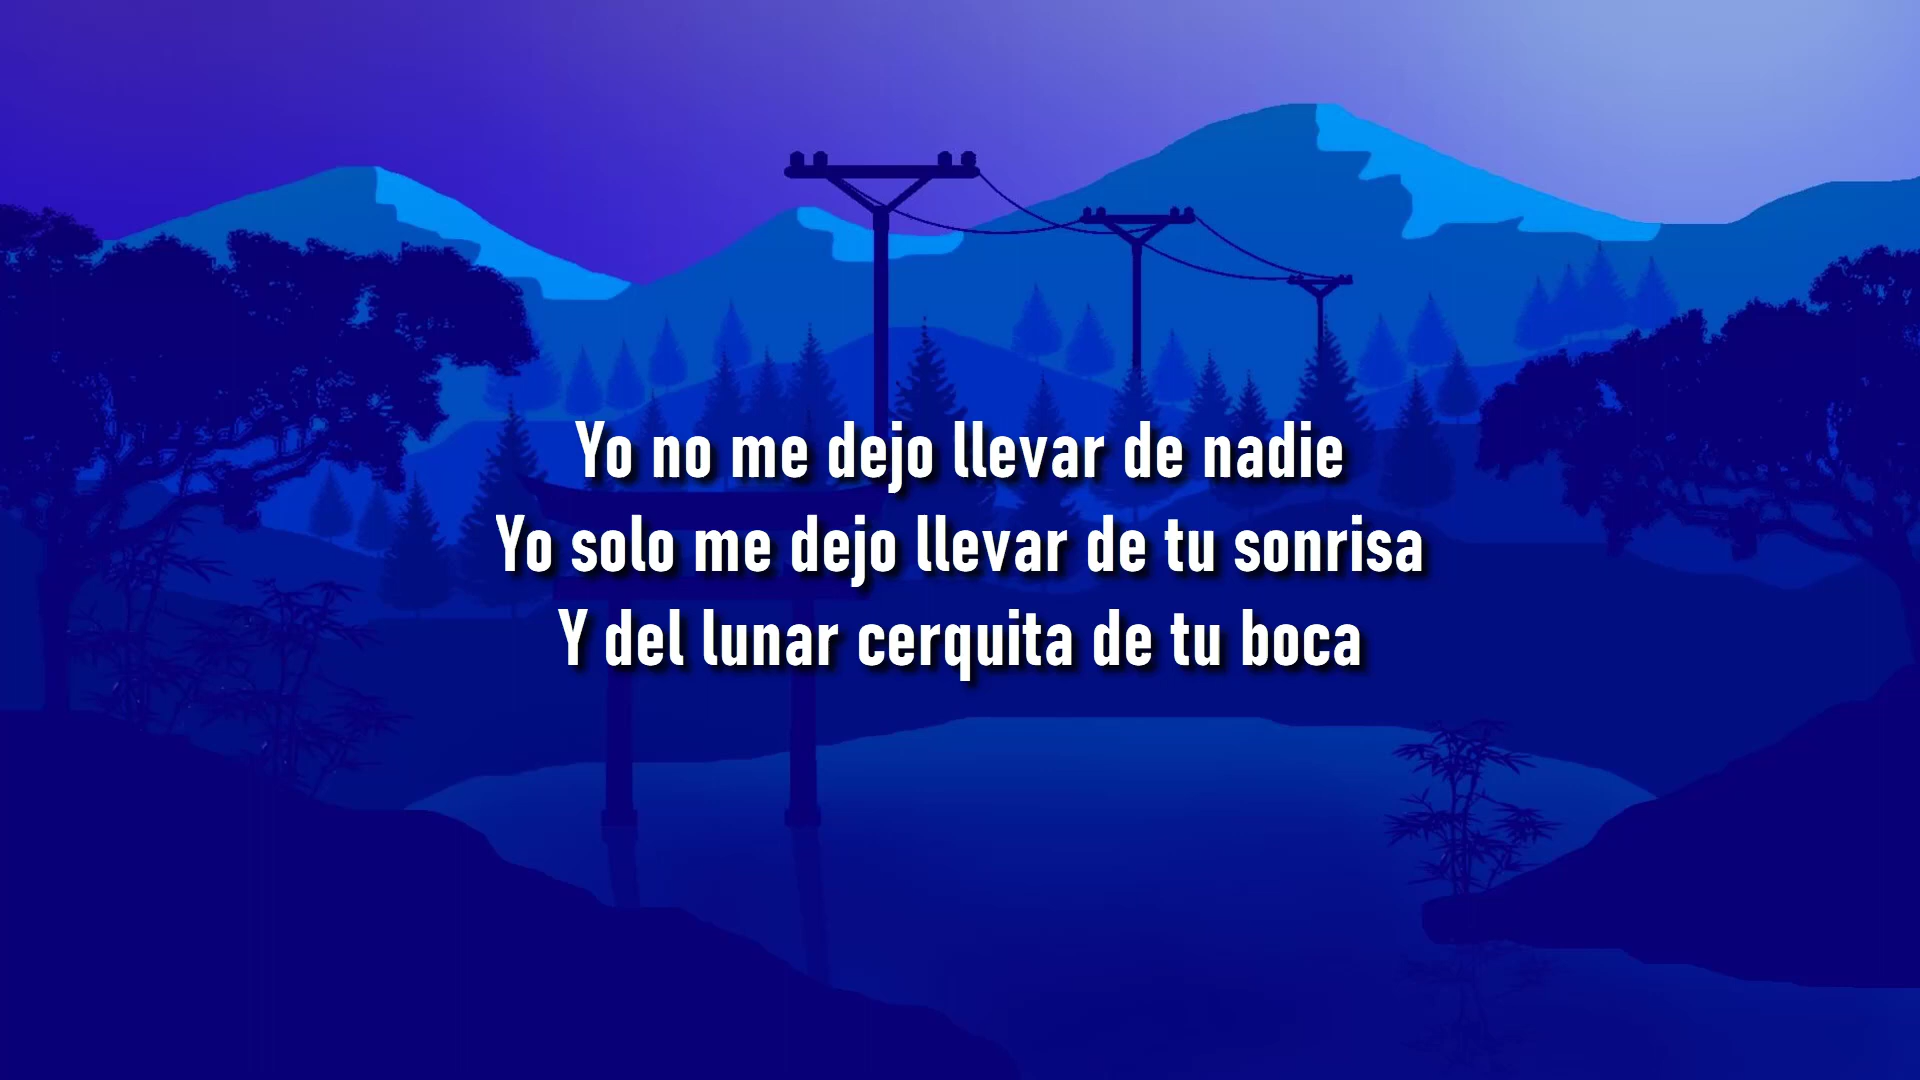 Yo no me dejo llevar de nadie
Yo solo me dejo llevar de tu sonrisa
Y del lunar cerquita de tu boca